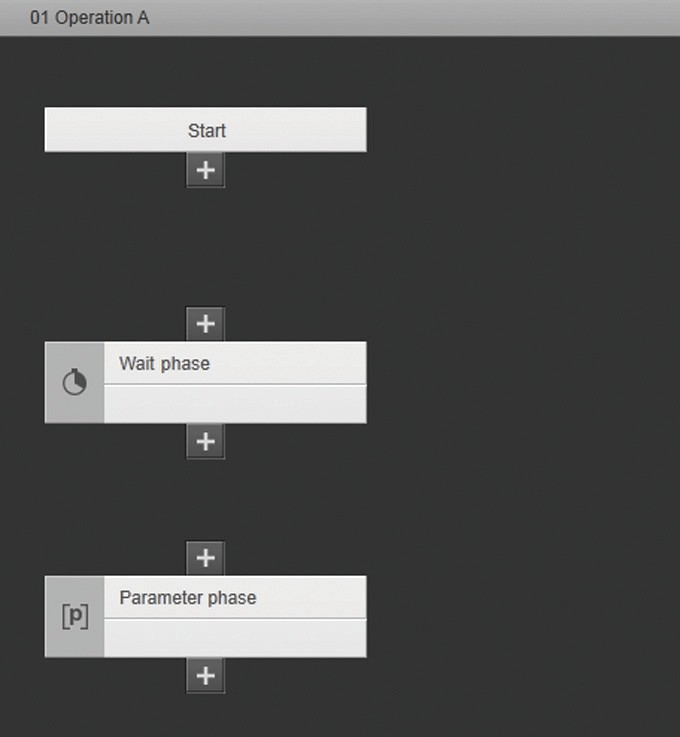 01 Operation A
Start
Wait phase
Parameter phase
[p]